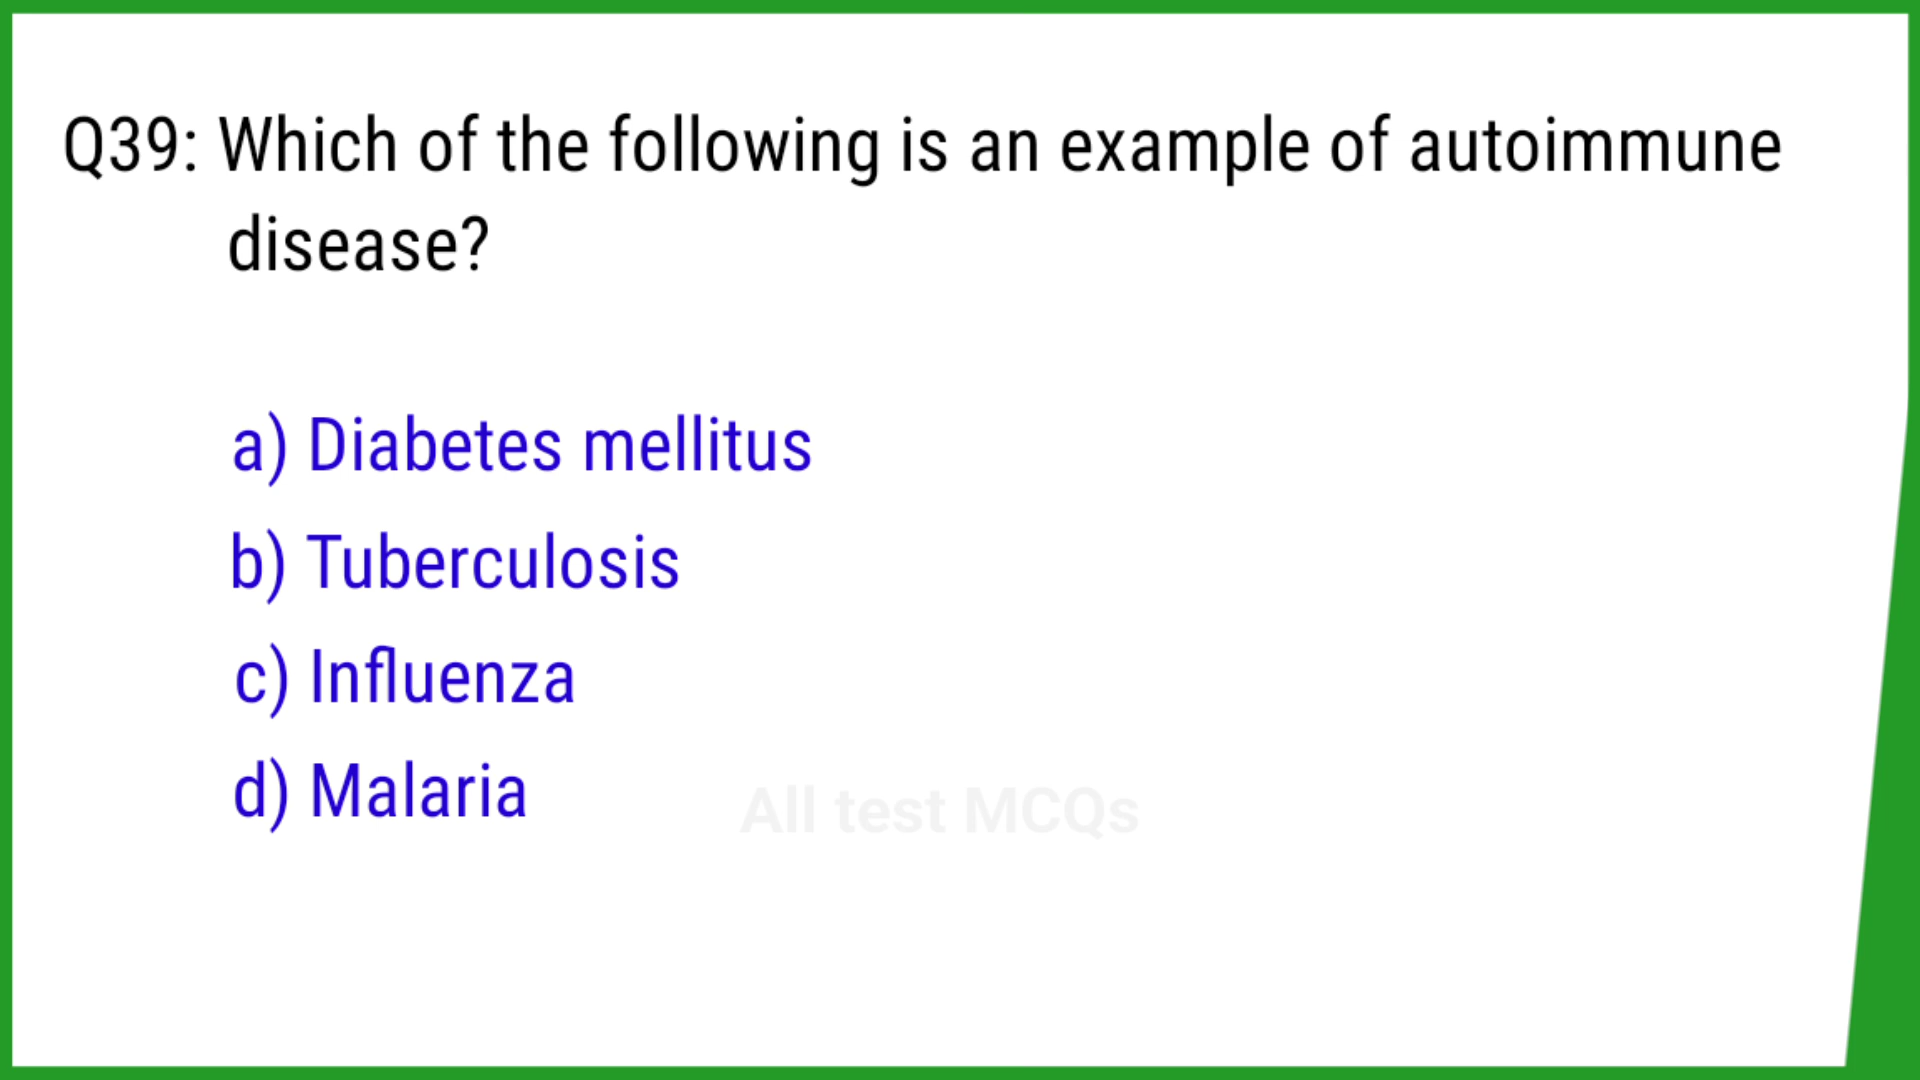 Q39: Which of the following is an example of autoimmune
disease?
a) Diabetes mellitus
b) Tuberculosis
c) Influenza
d) Malaria
All test MCQs